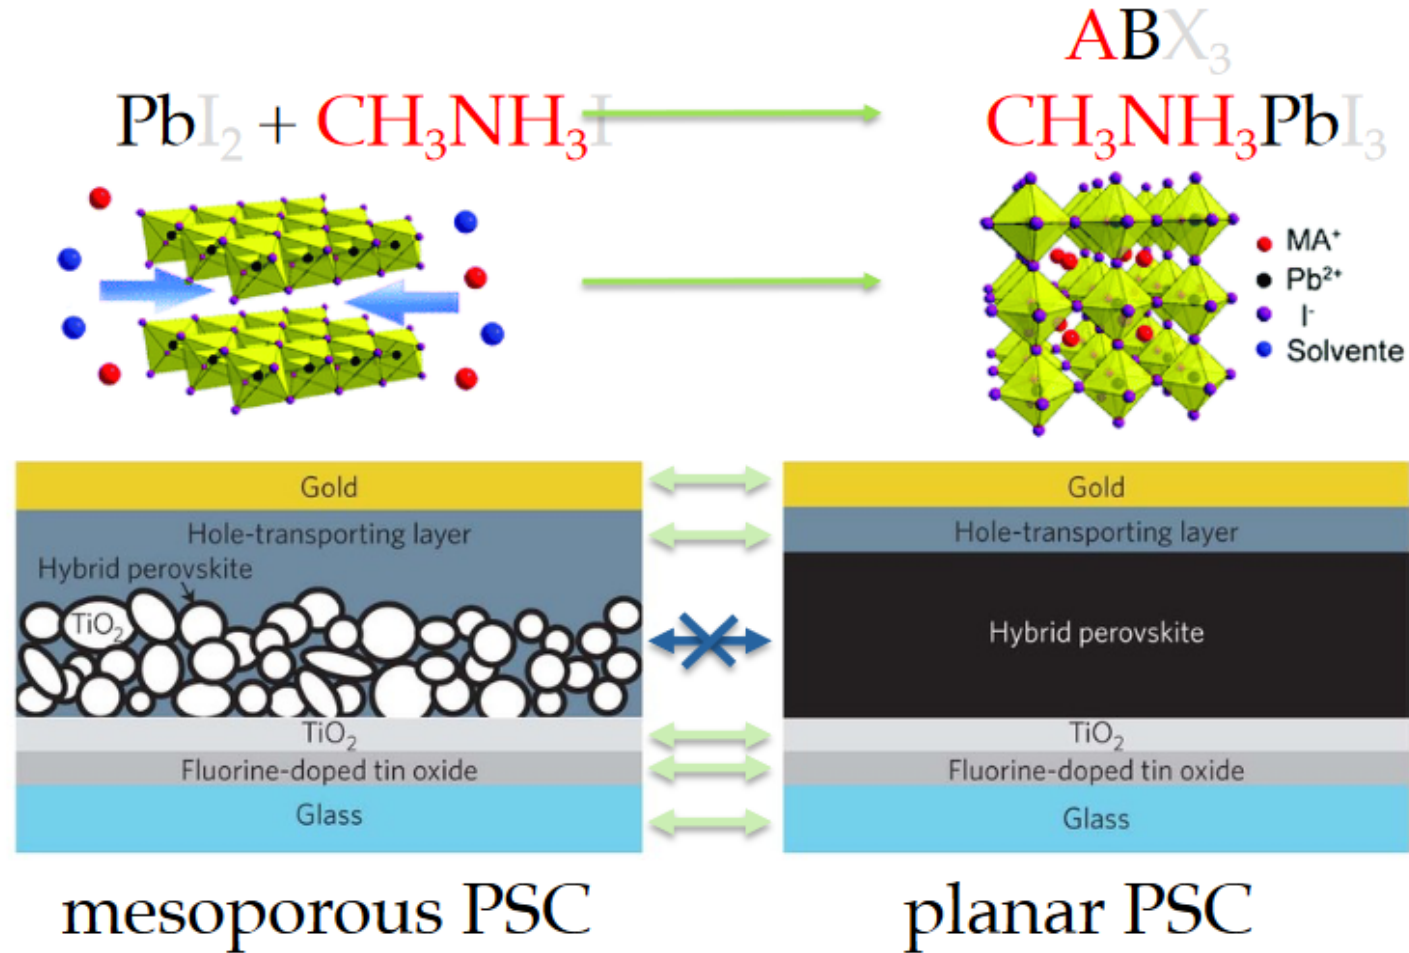 ABX₃
PbI₂ + CH₃NH₃I
CH₃NH₃PbI₃
MA⁺
Pb²⁺
I⁻
Solvente
Gold
Hole-transporting layer
Hybrid perovskite
TiO₂
TiO₂
Fluorine-doped tin oxide
Glass
mesoporous PSC
Gold
Hole-transporting layer
Hybrid perovskite
TiO₂
Fluorine-doped tin oxide
Glass
planar PSC